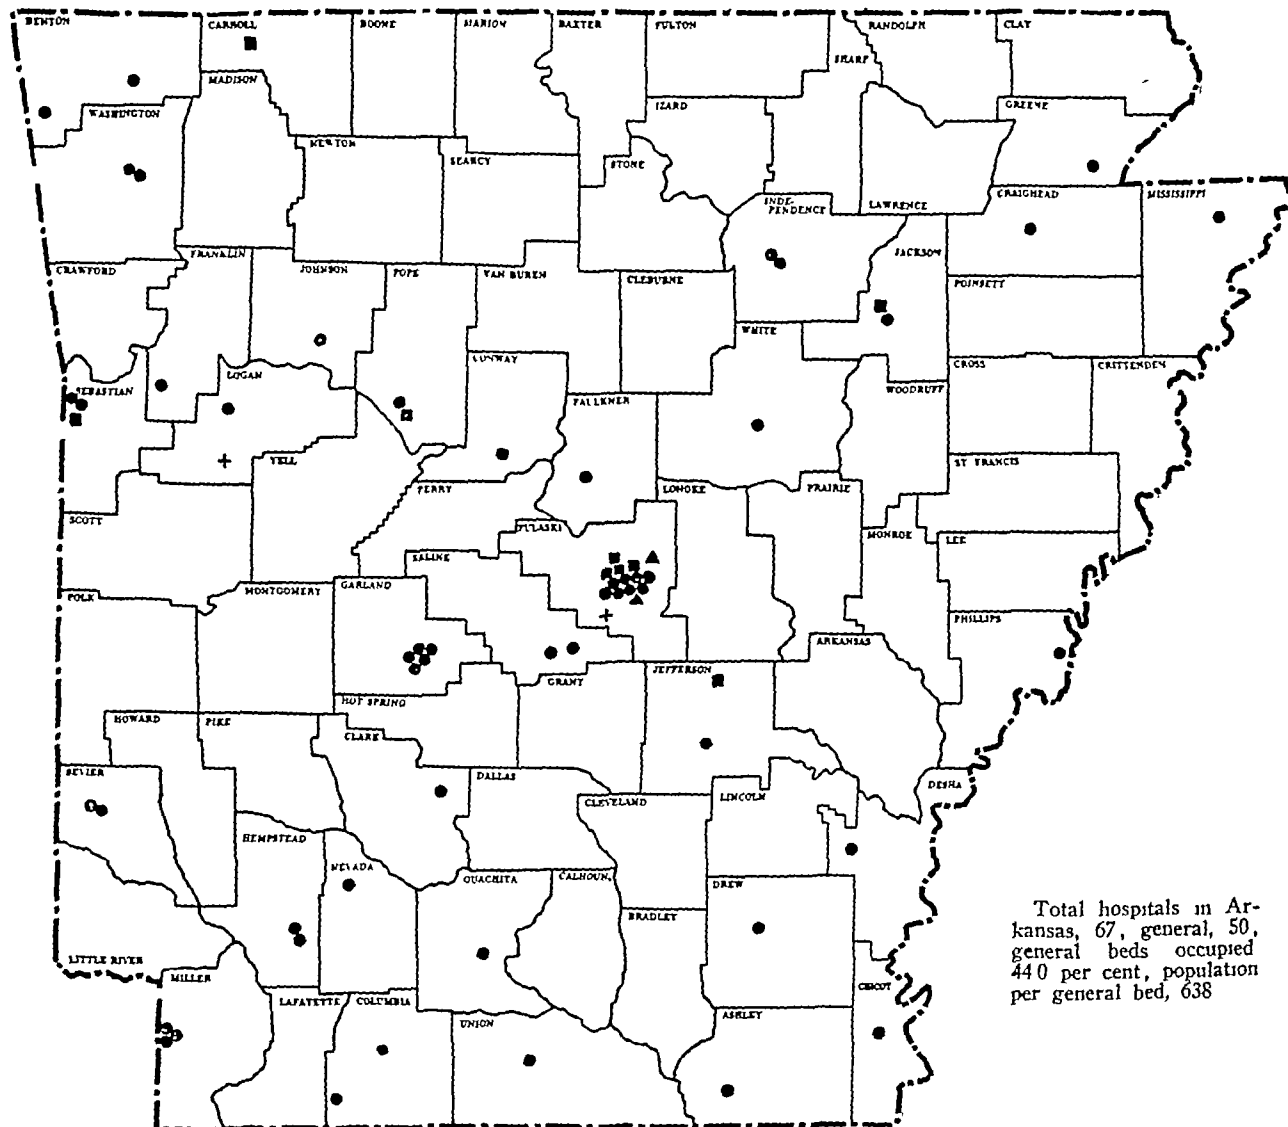 BENTON
CARROLL
BOONE
MARION
BAXTER
FULTON
RANDOLPH
CLAY
SHARP
MADISON
WASHINGTON
IZARD
GREENE
NEWTON
SEARCY
STONE
INDE-
PENDENCE
LAWRENCE
CRAIGHEAD
MISSISSIPPI
CRAWFORD
FRANKLIN
JOHNSON
POPE
VAN BUREN
CLEBURNE
JACKSON
POINSETT
WHITE
SEBASTIAN
LOGAN
CONWAY
FAULKNER
WOODRUFF
CROSS
CRITTENDEN
YELL
PERRY
LONOKE
PRAIRIE
ST FRANCIS
SCOTT
PULASKI
MONROE
LEE
SALINE
POLK
MONTGOMERY
GARLAND
PHILLIPS
ARKANSAS
GRANT
JEFFERSON
HOT SPRING
HOWARD
PIKE
CLARK
SEVIER
DALLAS
CLEVELAND
LINCOLN
DESHA
HEMPSTEAD
NEVADA
OUACHITA
CALHOUN
DREW
BRADLEY
LITTLE RIVER
MILLER
LAFAYETTE
COLUMBIA
UNION
ASHLEY
CHICOT
Total hospitals in Ar-
kansas, 67, general, 50,
general beds occupied
44 0 per cent, population
per general bed, 638